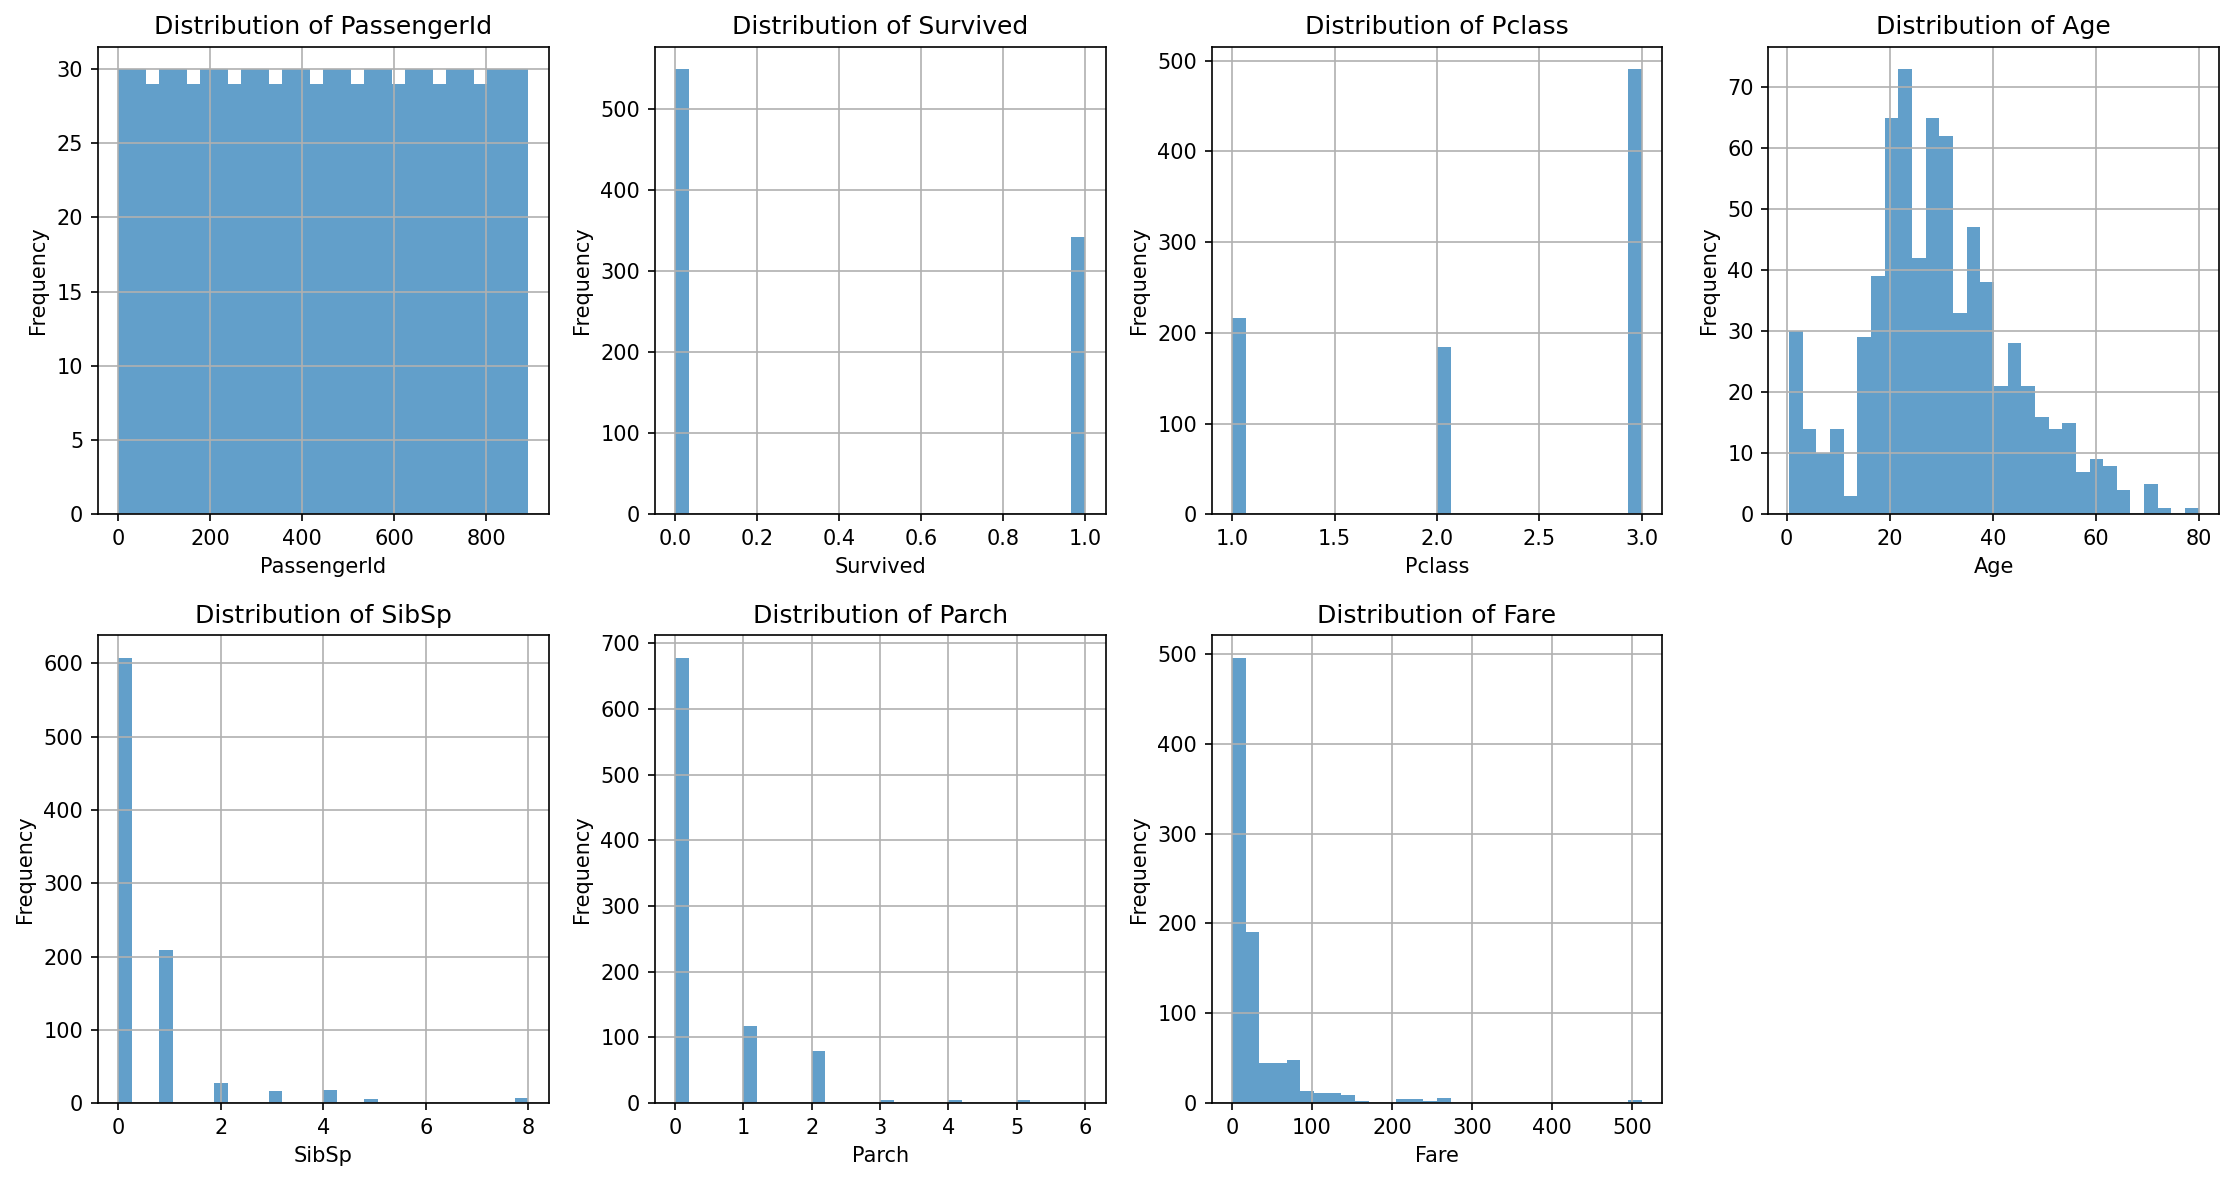 Distribution of PassengerId
30
25
20
15
10
5
0
Frequency
0 200 400 600 800
PassengerId
Distribution of Survived
500
400
300
200
100
0
Frequency
0.0 0.2 0.4 0.6 0.8 1.0
Survived
Distribution of Pclass
500
400
300
200
100
0
Frequency
1.0 1.5 2.0 2.5 3.0
Pclass
Distribution of Age
70
60
50
40
30
20
10
0
Frequency
0 20 40 60 80
Age
Distribution of SibSp
600
500
400
300
200
100
0
Frequency
0 2 4 6 8
SibSp
Distribution of Parch
700
600
500
400
300
200
100
0
Frequency
0 1 2 3 4 5 6
Parch
Distribution of Fare
500
400
300
200
100
0
Frequency
0 100 200 300 400 500
Fare